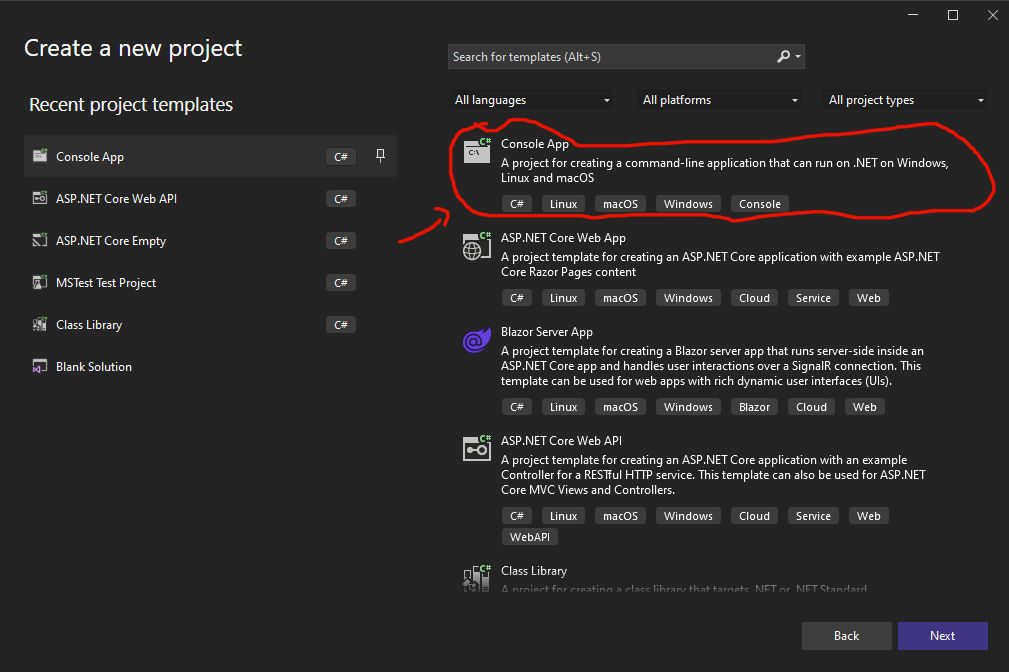 Create a new project
Search for templates (Alt+S)
All languages
All platforms
All project types
Recent project templates
Console App
C#
ASP.NET Core Web API
C#
ASP.NET Core Empty
C#
MSTest Test Project
C#
Class Library
C#
Blank Solution
C#
C:\
Console App
A project for creating a command-line application that can run on .NET on Windows,
Linux and macOS
C# Linux macOS Windows Console
C#
ASP.NET Core Web App
A project template for creating an ASP.NET Core application with example ASP.NET
Core Razor Pages content
C# Linux macOS Windows Cloud Service Web
Blazor Server App
A project template for creating a Blazor server app that runs server-side inside an
ASP.NET Core app and handles user interactions over a SignalR connection. This
template can be used for web apps with rich dynamic user interfaces (UIs).
C# Linux macOS Windows Blazor Cloud Web
C#
ASP.NET Core Web API
A project template for creating an ASP.NET Core application with an example
Controller for a RESTful HTTP service. This template can also be used for ASP.NET
Core MVC Views and Controllers.
C# Linux macOS Windows Cloud Service Web
WebAPI
C#
Class Library
A project for creating a class library that targets .NET or .NET Standard
Back
Next